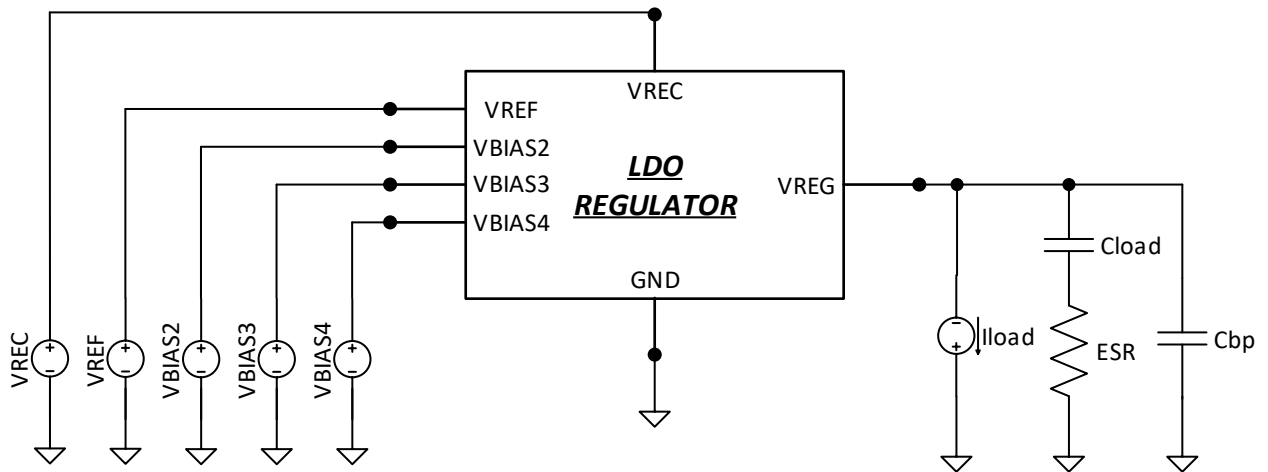 VREC
VREF
VBIAS2
VBIAS3
VBIAS4
LDO
REGULATOR
VREG
GND
VREC
VREF
VBIAS2
VBIAS3
VBIAS4
Iload
Cload
ESR
Cbp